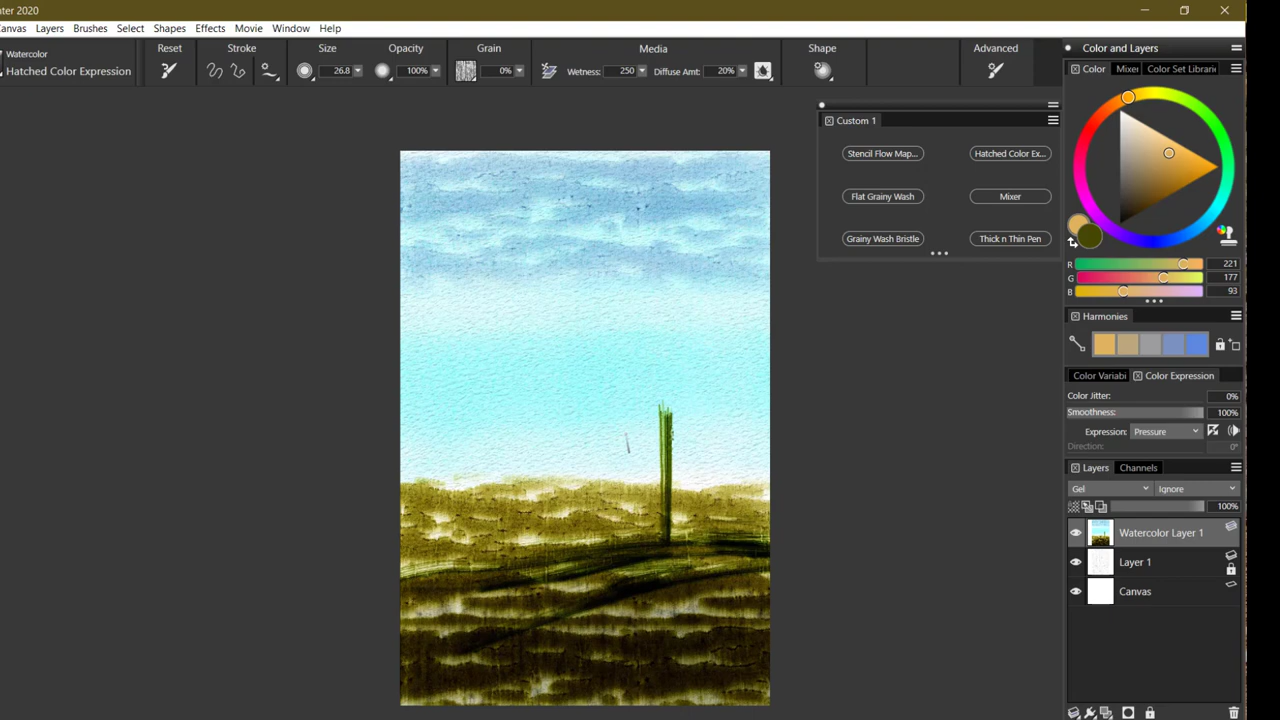 nter 2020
Canvas Layers Brushes Select Shapes Effects Movie Window Help
Watercolor
Hatched Color Expression
Reset
Stroke
Size
26.8
Opacity
100%
Grain
0%
Media
Wetness: 250
Diffuse Amt: 20%
Shape
Advanced
Custom 1
Stencil Flow Map...
Hatched Color Ex...
Flat Grainy Wash
Mixer
Grainy Wash Bristle
Thick n Thin Pen
Color and Layers
Color Mixer Color Set Librarie
R 221
G 177
B 93
Harmonies
Color Variabi Color Expression
Color Jitter: 0%
Smoothness: 100%
Expression: Pressure
Direction: 0°
Layers Channels
Gel Ignore
100%
Watercolor Layer 1
Layer 1
Canvas